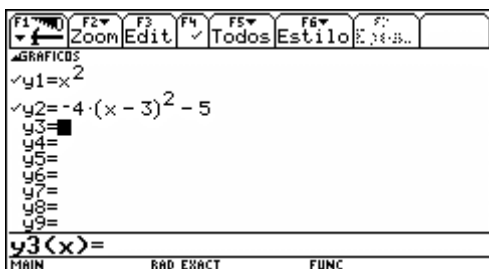 F1 F2 Zoom F3 Edit F4 ✓ F5 Todos F6 Estilo
GRAFICOS
✓y1=x²
✓y2=-4·(x-3)²-5
y3=
y4=
y5=
y6=
y7=
y8=
y9=
y3(x)=
MAIN RAD EXACT FUNC